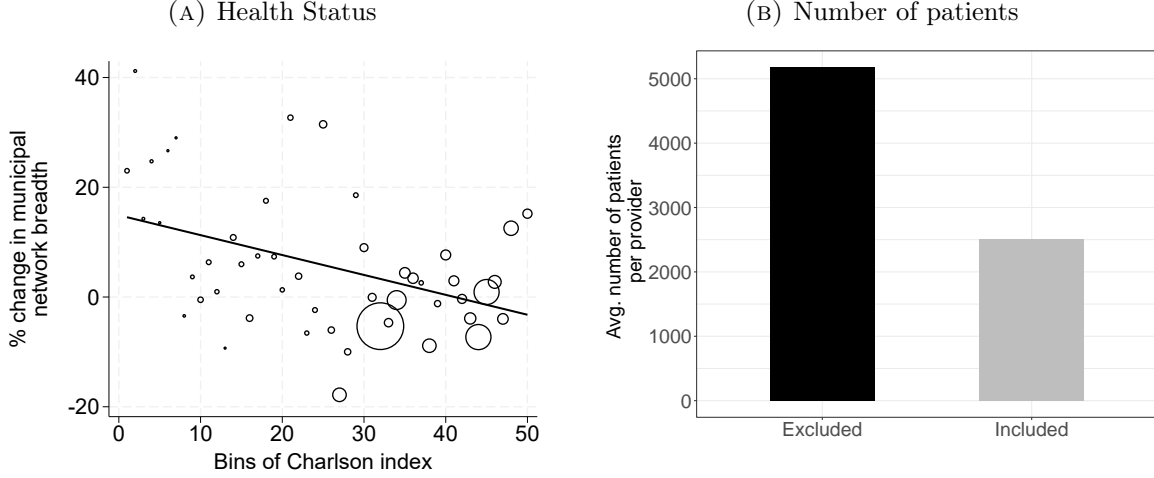 (A) Health Status
% change in municipal
network breadth
40
20
0
-20
0 10 20 30 40 50
Bins of Charlson index
(B) Number of patients
Avg. number of patients
per provider
5000
4000
3000
2000
1000
0
Excluded Included